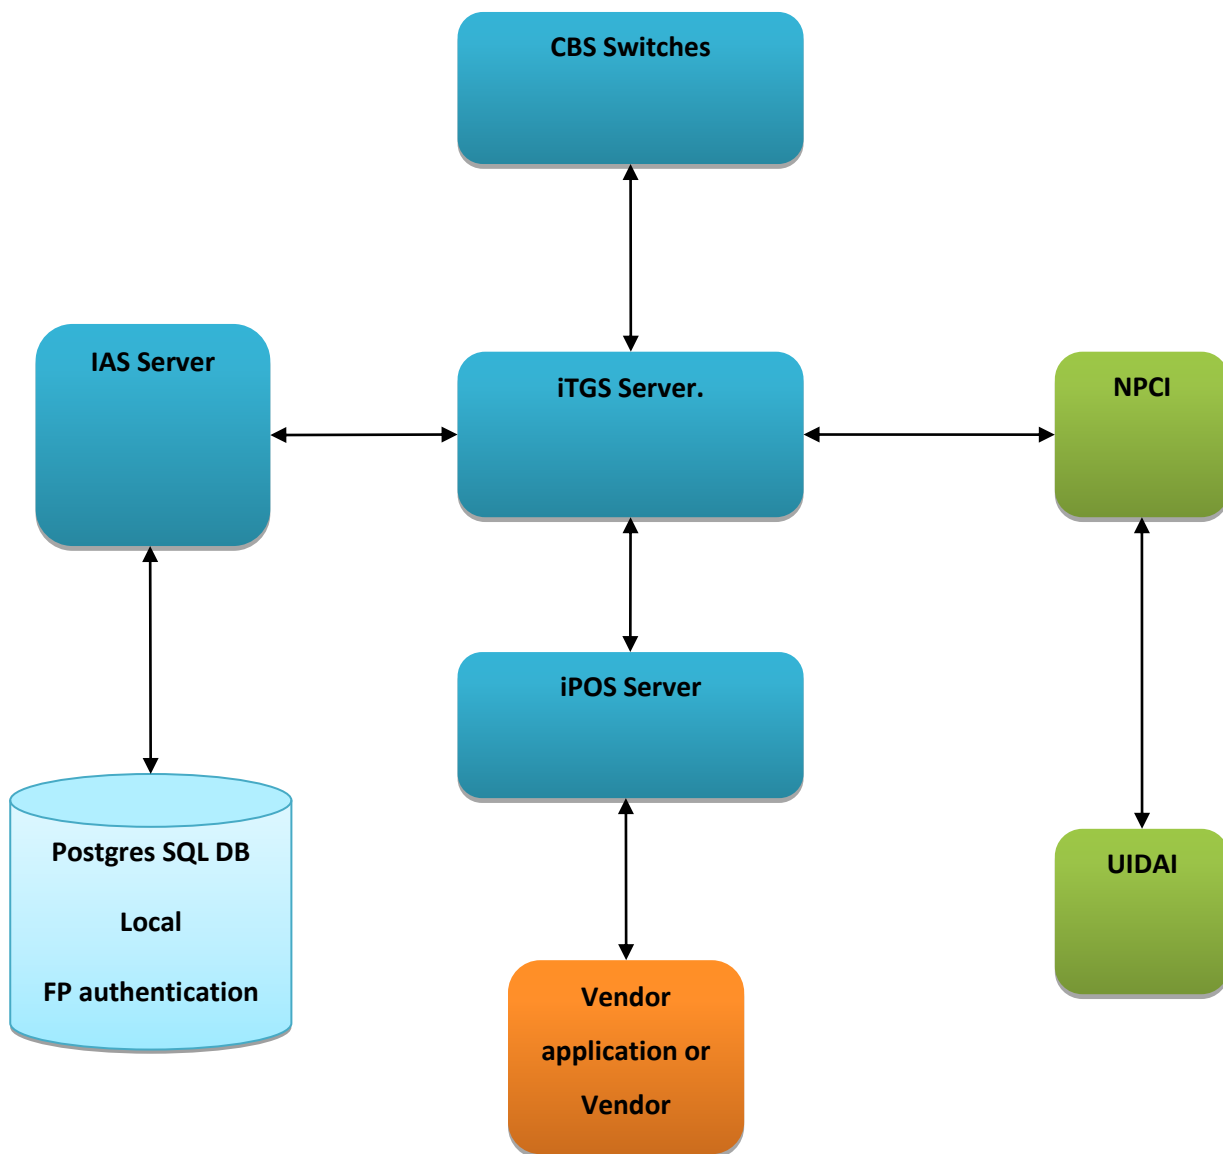 CBS Switches
IAS Server
iTGS Server.
NPCI
iPOS Server
Postgres SQL DB
Local
FP authentication
UIDAI
Vendor
application or
Vendor